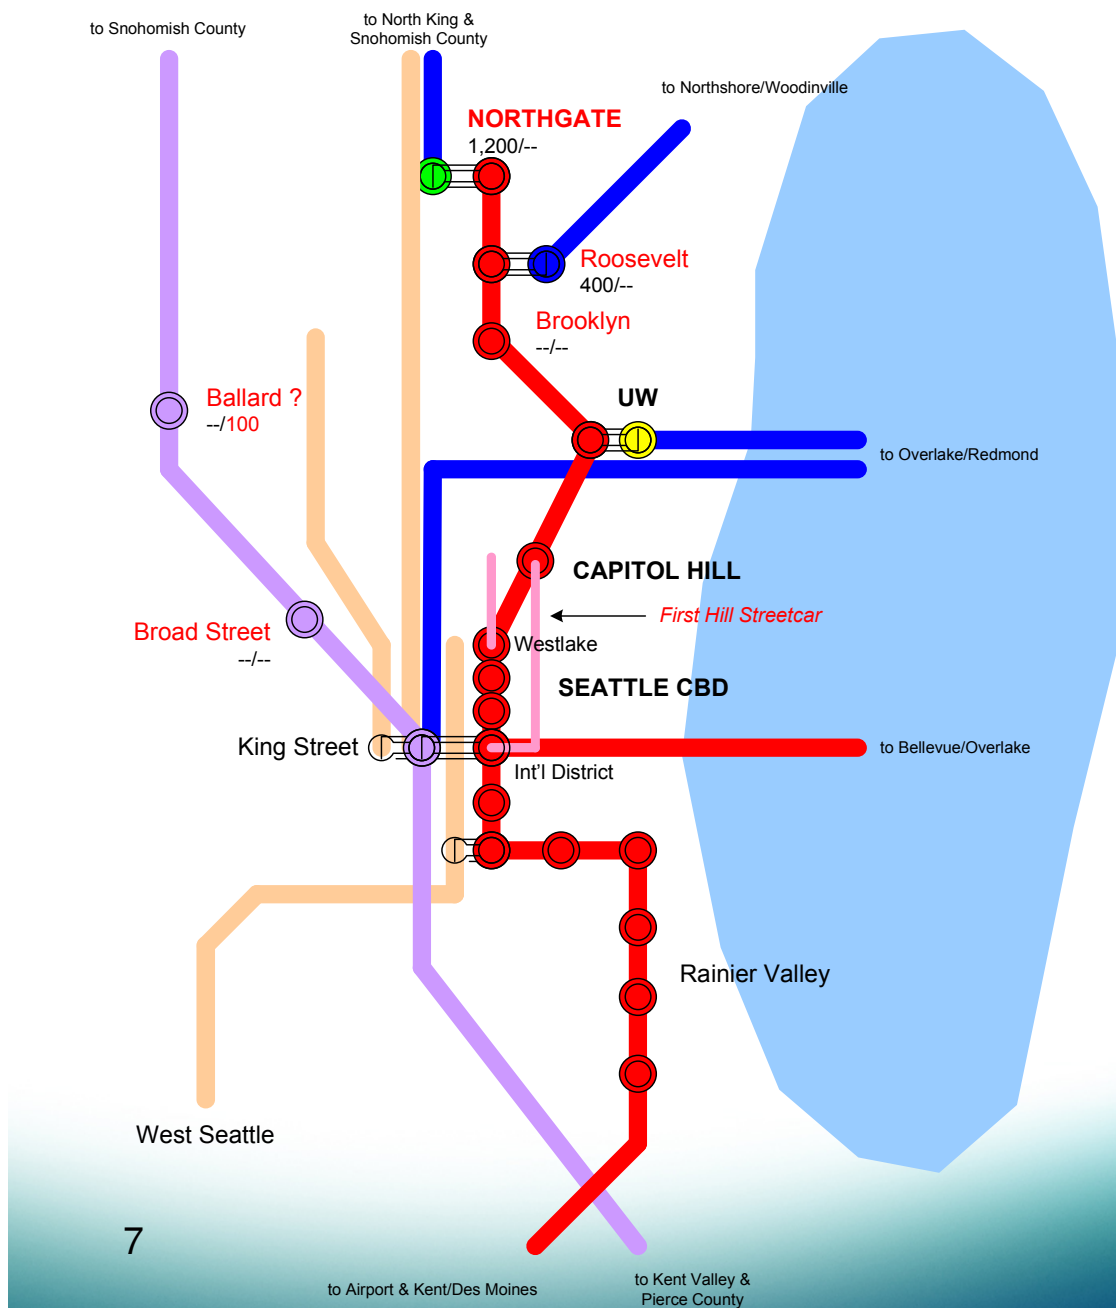 to Snohomish County
to North King &
Snohomish County
to Northshore/Woodinville
NORTHGATE
1,200/--
Roosevelt
400/--
Brooklyn
--/--
UW
Ballard ?
--/100
to Overlake/Redmond
CAPITOL HILL
First Hill Streetcar
Broad Street
--/--
Westlake
SEATTLE CBD
King Street
to Bellevue/Overlake
Int'l District
Rainier Valley
West Seattle
7
to Airport & Kent/Des Moines
to Kent Valley &
Pierce County